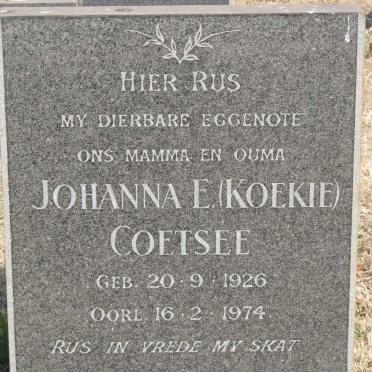 HIER RUS
MY DIERBARE EGGENOTE
ONS MAMMA EN OUMA
JOHANNA E. (KOEKIE)
COETSEE
GEB. 20 · 9 · 1926
OORL. 16 · 2 · 1974
RUS IN VREDE MY SKAT